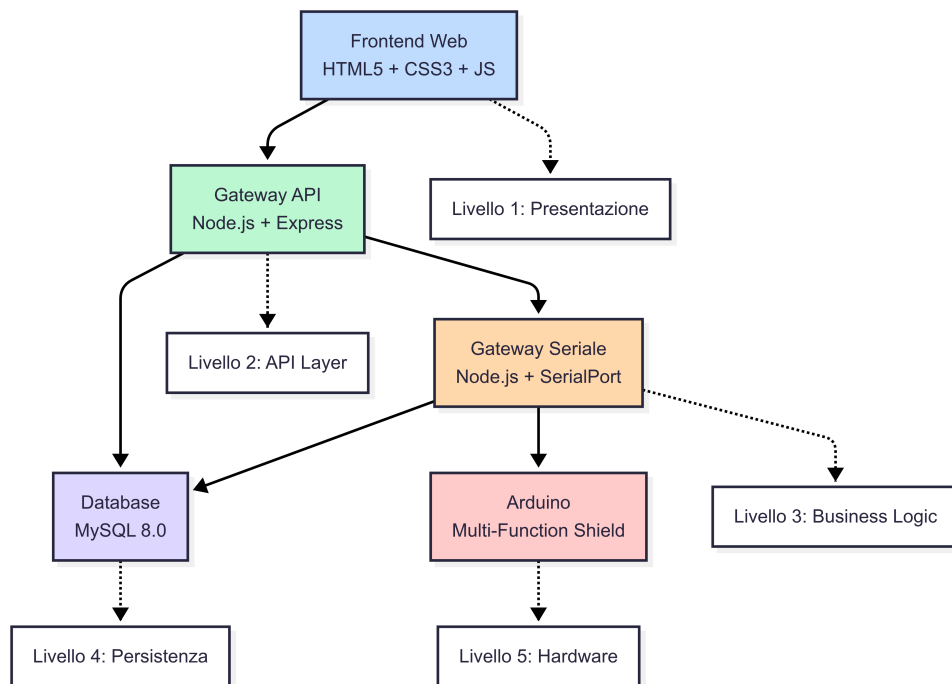 Frontend Web
HTML5 + CSS3 + JS
Gateway API
Node.js + Express
Livello 1: Presentazione
Livello 2: API Layer
Gateway Seriale
Node.js + SerialPort
Database
MySQL 8.0
Arduino
Multi-Function Shield
Livello 3: Business Logic
Livello 4: Persistenza
Livello 5: Hardware